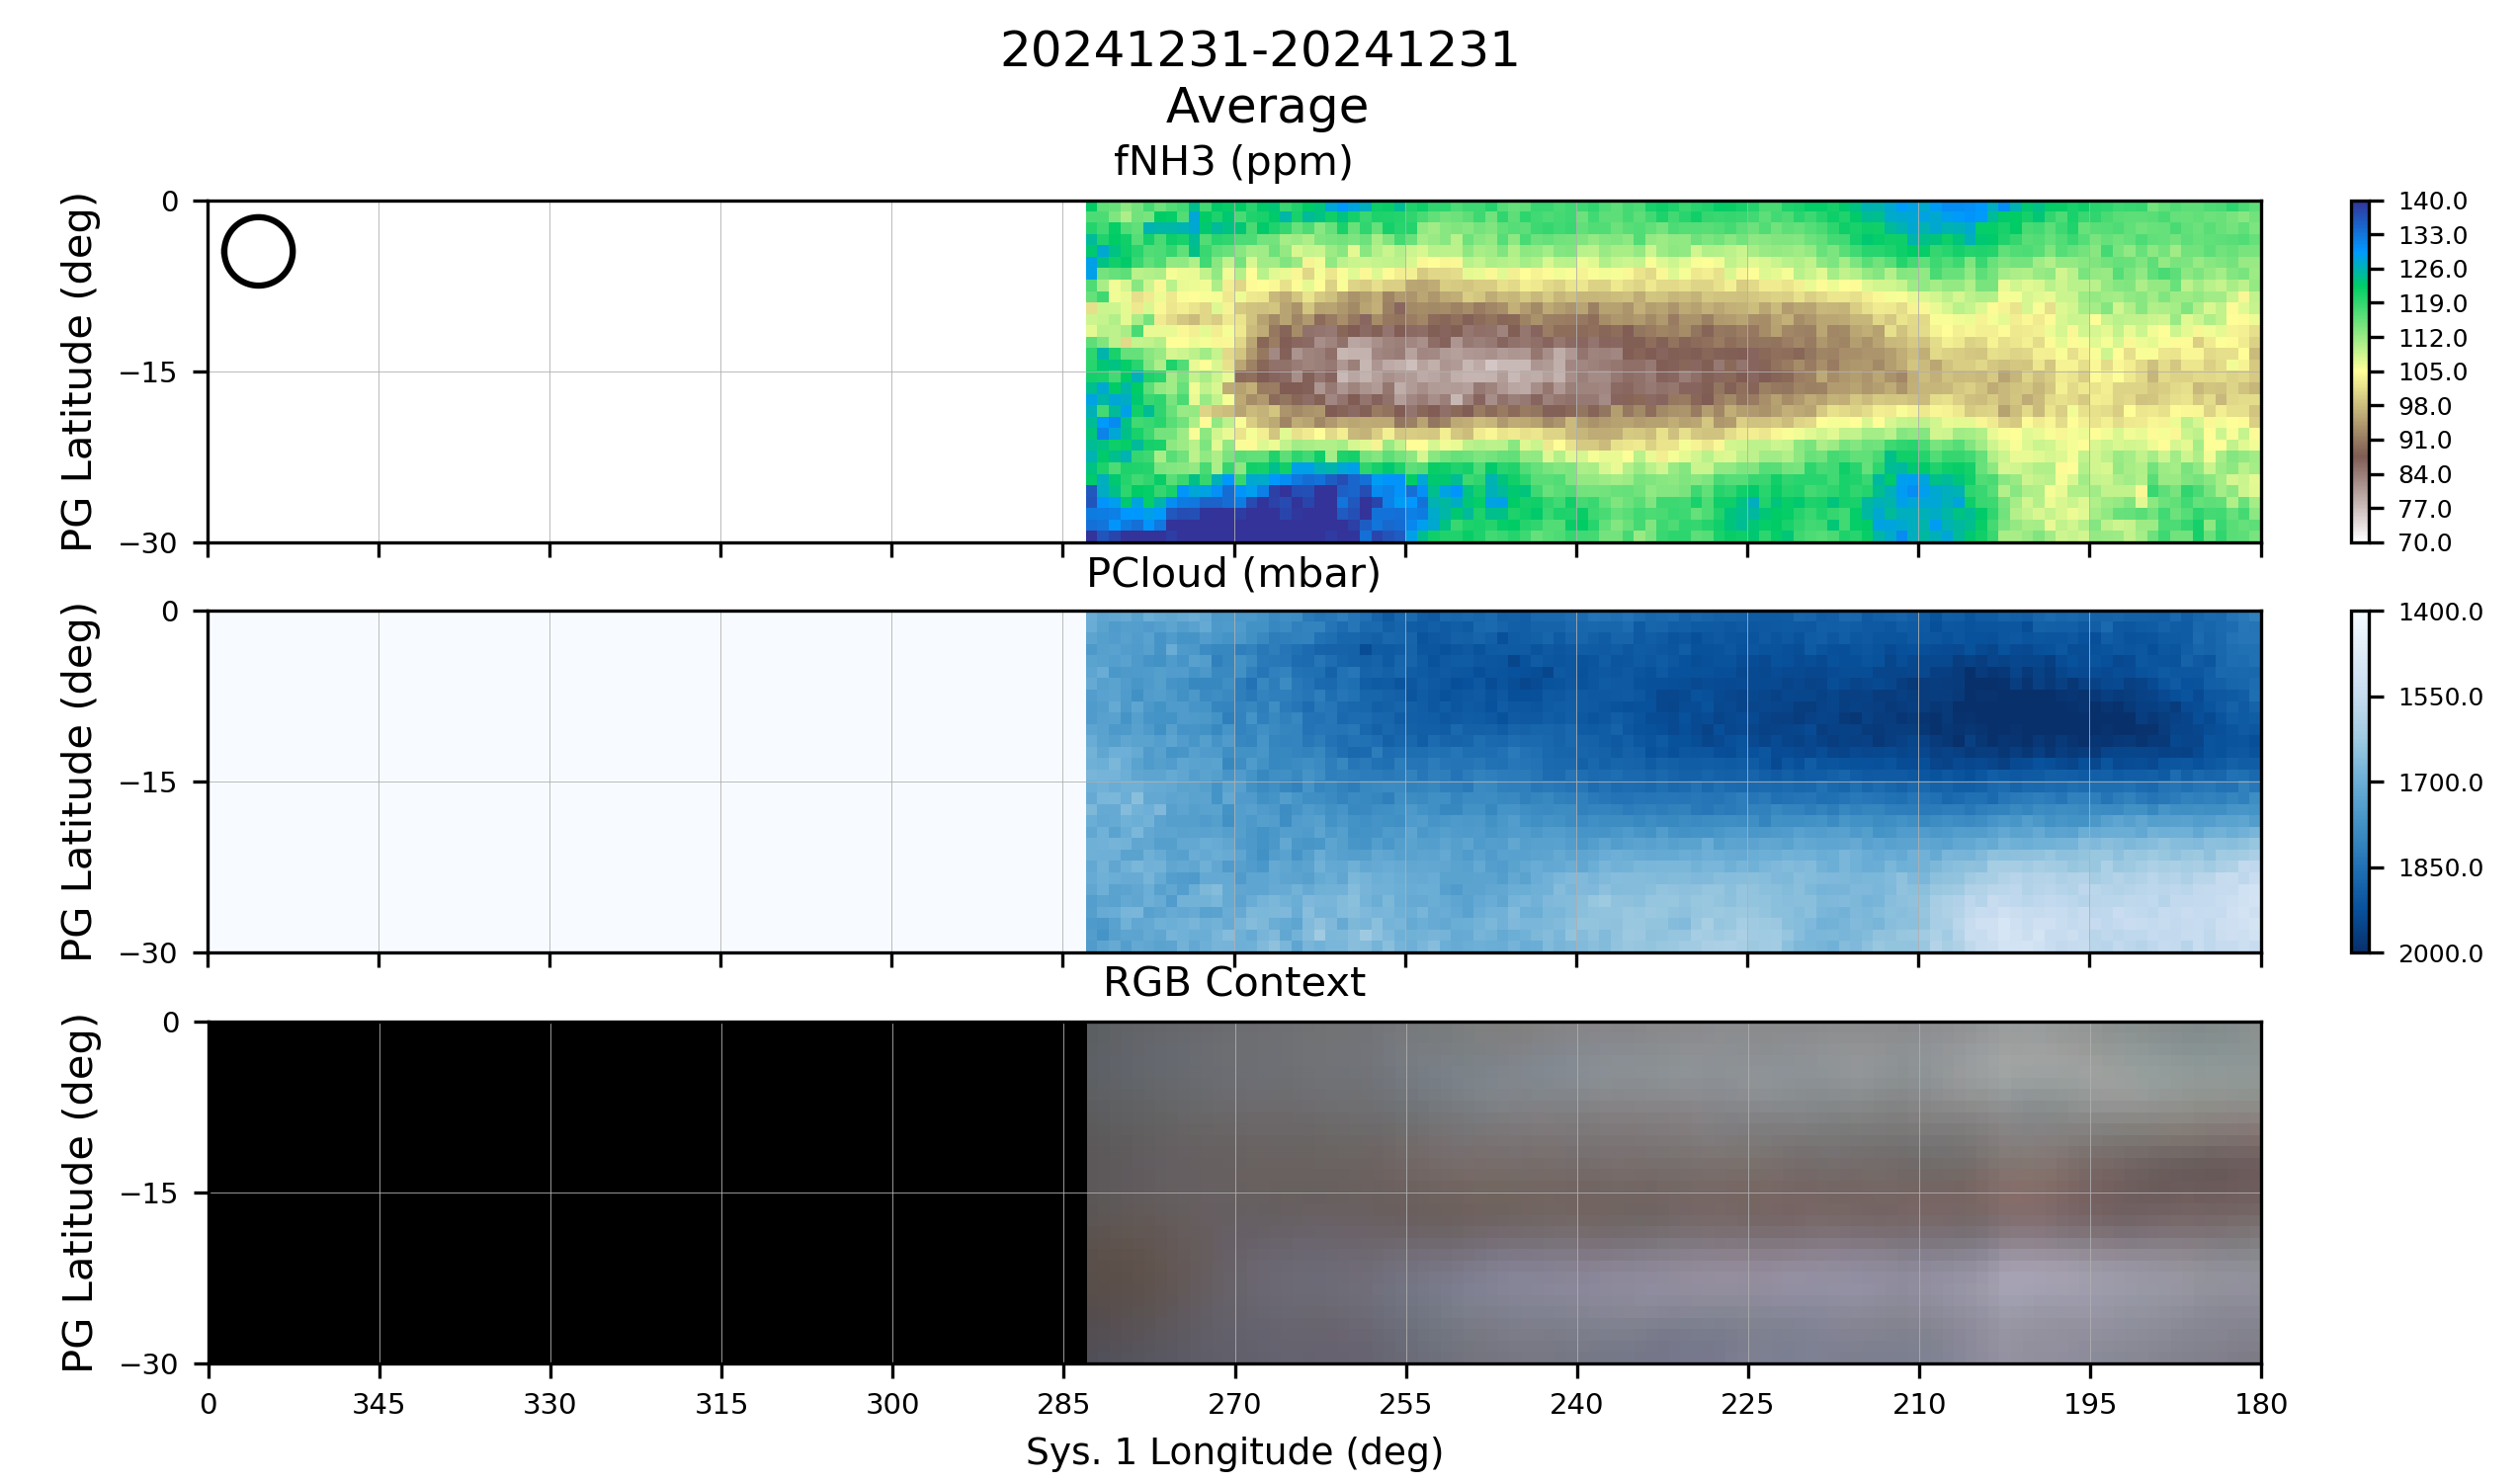 20241231-20241231
Average
fNH3 (ppm)
PG Latitude (deg)
0
−15
−30
140.0
133.0
126.0
119.0
112.0
105.0
98.0
91.0
84.0
77.0
70.0
PCloud (mbar)
PG Latitude (deg)
0
−15
−30
1400.0
1550.0
1700.0
1850.0
2000.0
RGB Context
PG Latitude (deg)
0
−15
−30
0 345 330 315 300 285 270 255 240 225 210 195 180
Sys. 1 Longitude (deg)